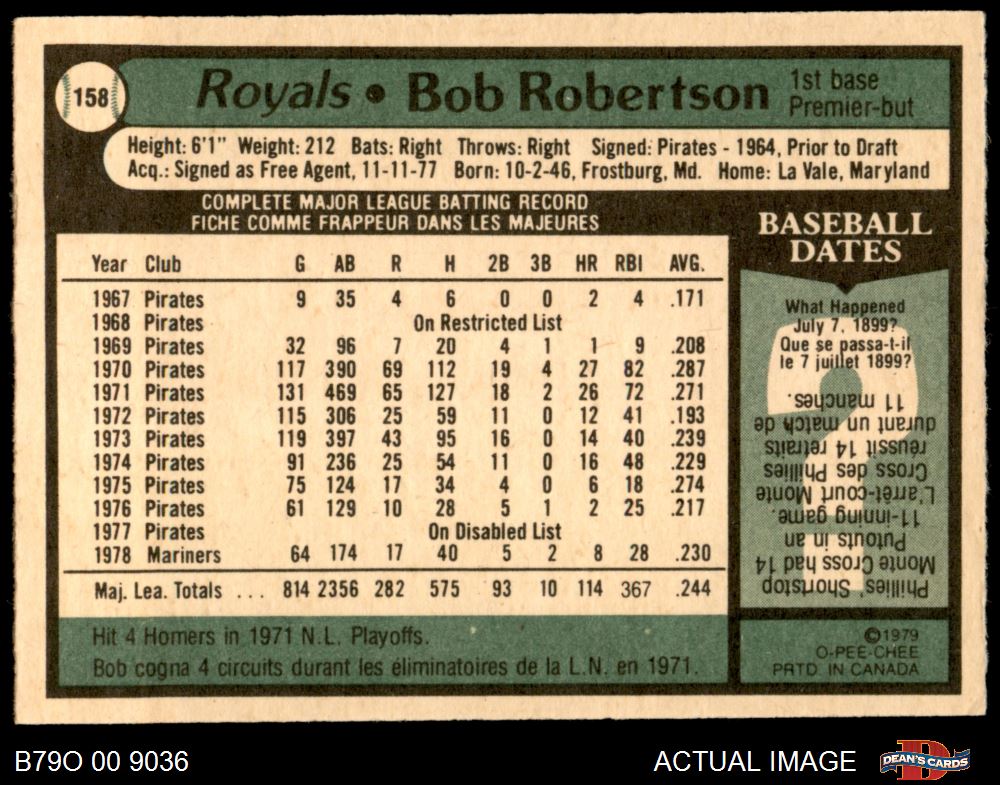 158
Royals • Bob Robertson
1st base
Premier-but
Height: 6'1" Weight: 212 Bats: Right Throws: Right Signed: Pirates - 1964, Prior to Draft
Acq.: Signed as Free Agent, 11-11-77 Born: 10-2-46, Frostburg, Md. Home: La Vale, Maryland
COMPLETE MAJOR LEAGUE BATTING RECORD
FICHE COMME FRAPPEUR DANS LES MAJEURES
Year Club G AB R H 2B 3B HR RBI AVG.
1967 Pirates 9 35 4 6 0 0 2 4 .171
1968 Pirates On Restricted List
1969 Pirates 32 96 7 20 4 1 1 9 .208
1970 Pirates 117 390 69 112 19 4 27 82 .287
1971 Pirates 131 469 65 127 18 2 26 72 .271
1972 Pirates 115 306 25 59 11 0 12 41 .193
1973 Pirates 119 397 43 95 16 0 14 40 .239
1974 Pirates 91 236 25 54 11 0 16 48 .229
1975 Pirates 75 124 17 34 4 0 6 18 .274
1976 Pirates 61 129 10 28 5 1 2 25 .217
1977 Pirates On Disabled List
1978 Mariners 64 174 17 40 5 2 8 28 .230
Maj. Lea. Totals ... 814 2356 282 575 93 10 114 367 .244
Hit 4 Homers in 1971 N.L. Playoffs.
Bob cogna 4 circuits durant les éliminatoires de la L.N. en 1971.
BASEBALL
DATES
What Happened
July 7, 1899?
Que se passa-t-if
le 7 juillet 1899?
Phillies' Shortstop
Monte Cross had 14
Putouts in an
11-inning game.
L'arrêt-court Monte
Cross des Phillies
réussit 14 retraits
durant un match de
11 manches.
©1979
O-PEE-CHEE
PRTD. IN CANADA
B79O 00 9036
ACTUAL IMAGE
D
DEAN'S CARDS